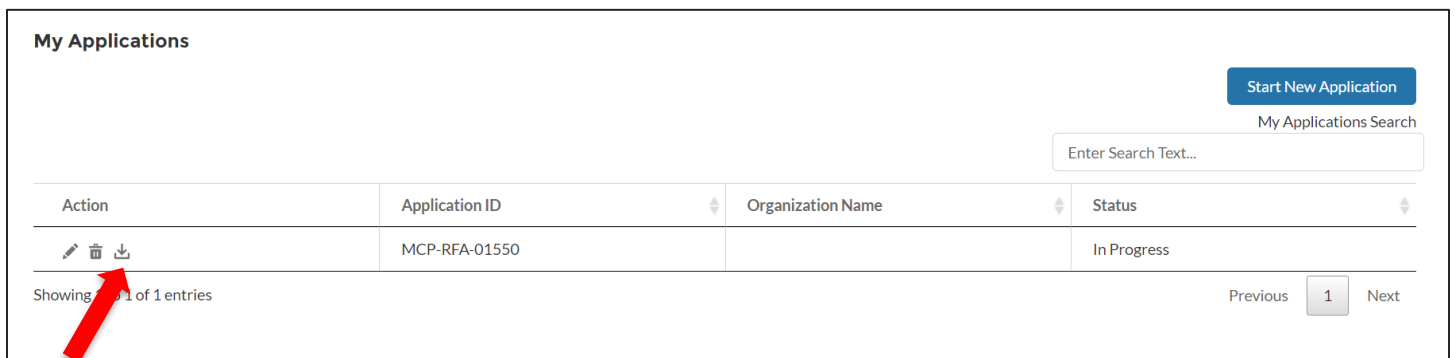 My Applications
Start New Application
My Applications Search
Enter Search Text...
Action Application ID Organization Name Status
MCP-RFA-01550 In Progress
Showing 1 of 1 entries
Previous 1 Next